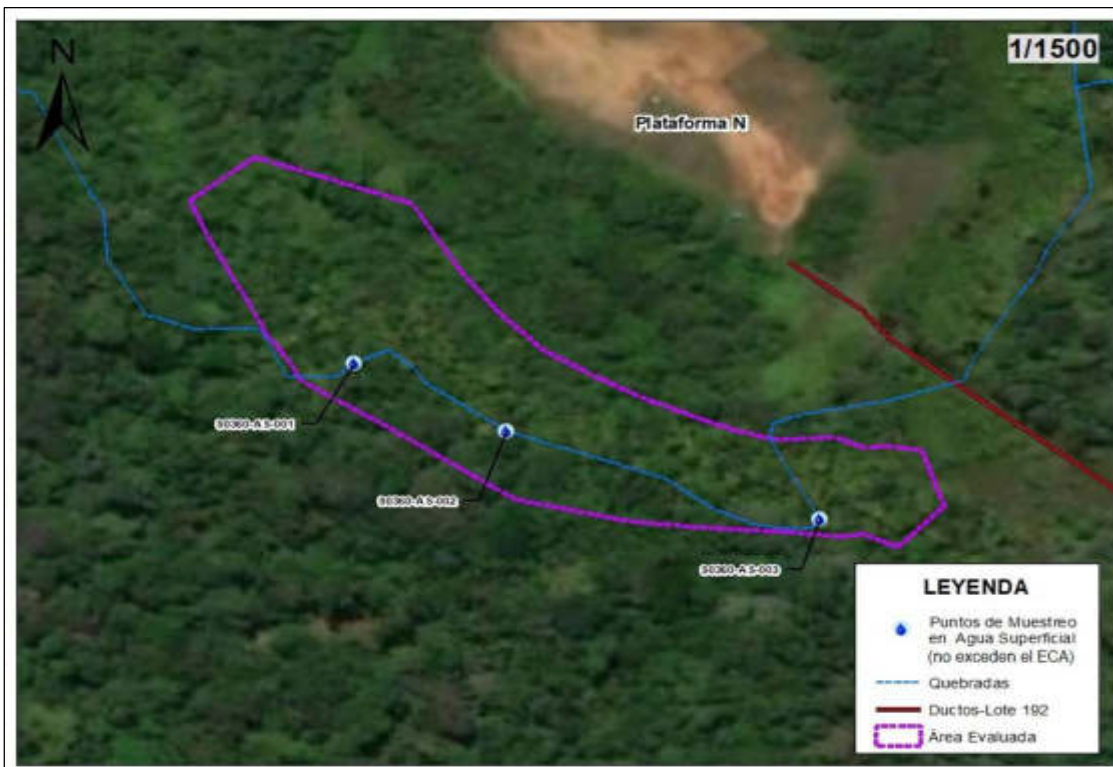 N
1/1500
Plataforma N
S0360-AS-001
S0360-AS-002
S0360-AS-003
LEYENDA
Puntos de Muestreo
en Agua Superficial
(no exceden el ECA)
Quebradas
Ductos-Lote 192
Área Evaluada